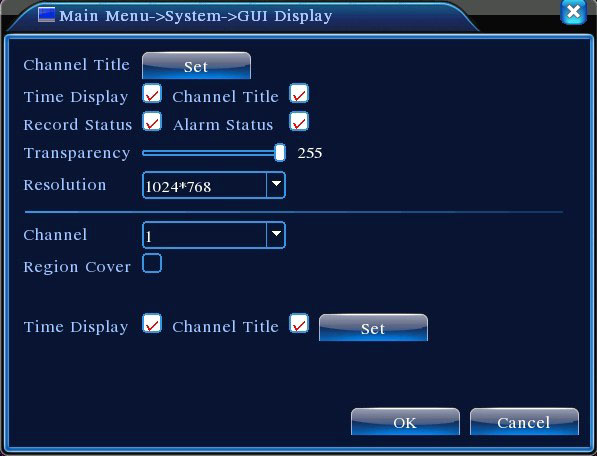 Main Menu->System->GUI Display
Channel Title Set
Time Display Channel Title
Record Status Alarm Status
Transparency 255
Resolution 1024*768
Channel 1
Region Cover
Time Display Channel Title Set
OK Cancel